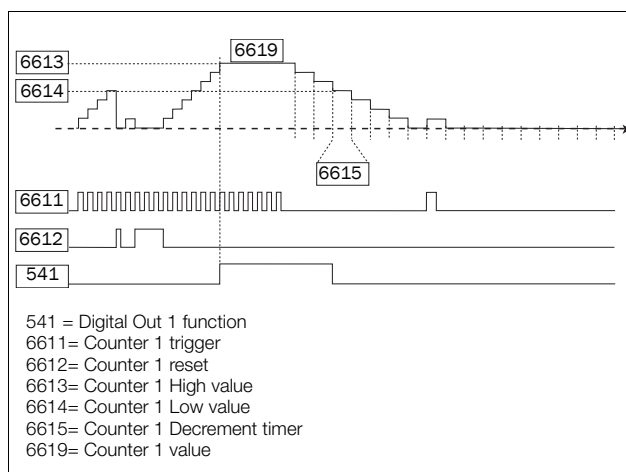 6619
6613
6614
6615
6611
6612
541
541 = Digital Out 1 function
6611= Counter 1 trigger
6612= Counter 1 reset
6613= Counter 1 High value
6614= Counter 1 Low value
6615= Counter 1 Decrement timer
6619= Counter 1 value